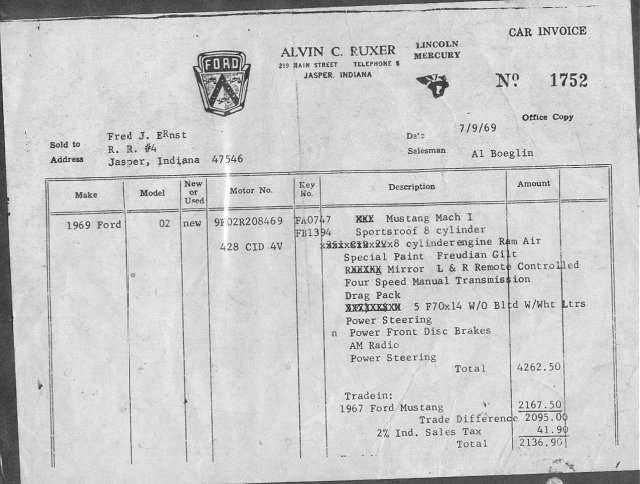 CAR INVOICE
FORD
ALVIN C. RUXER
219 MAIN STREET TELEPHONE 5
JASPER, INDIANA
LINCOLN
MERCURY
Nº 1752
Office Copy
Sold to Fred J. ERnst
R. R. #4
Address Jasper, Indiana 47546
Date 7/9/69
Salesman Al Boeglin
Make Model New or Used Motor No. Key No. Description Amount
1969 Ford 02 new 9F02R208469 FA0747 XXX Mustang Mach I
FB1394 Sportsroof 8 cylinder
428 CID 4V 8 cylinderengine Ram Air
Special Paint Freudian Gilt
Mirror L & R Remote Controlled
Four Speed Manual Transmission
Drag Pack
5 F70x14 W/O Bltd W/Wht Ltrs
Power Steering
n Power Front Disc Brakes
AM Radio
Power Steering
Total 4262.50
Tradein:
1967 Ford Mustang 2167.50
Trade Difference 2095.00
2% Ind. Sales Tax 41.90
Total 2136.90